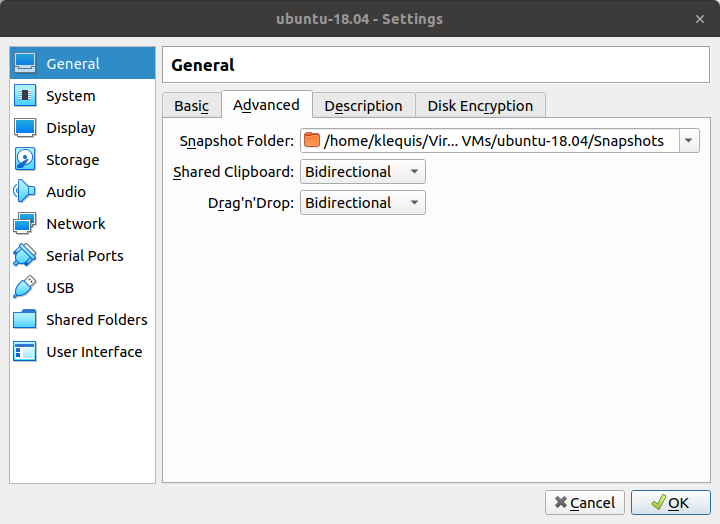 ubuntu-18.04 - Settings
General
System
Display
Storage
Audio
Network
Serial Ports
USB
Shared Folders
User Interface
General
Basic Advanced Description Disk Encryption
Snapshot Folder: /home/klequis/Vir... VMs/ubuntu-18.04/Snapshots
Shared Clipboard: Bidirectional
Drag'n'Drop: Bidirectional
Cancel OK